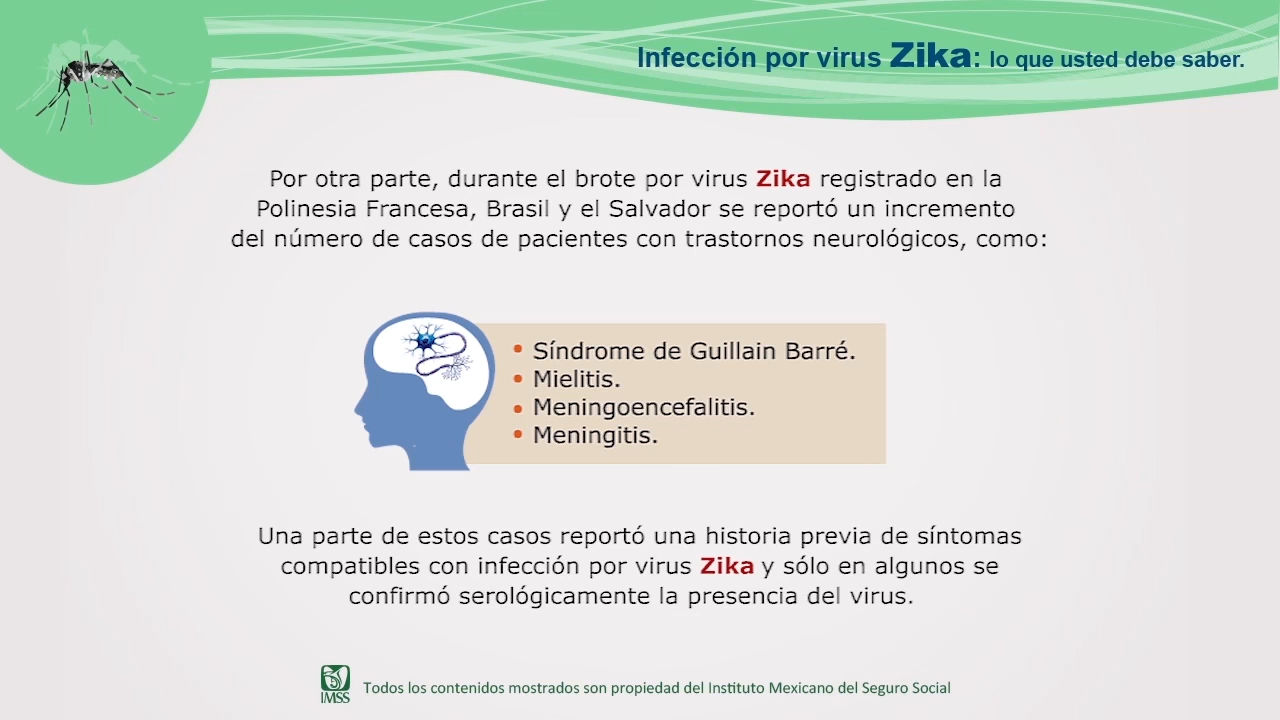 Infección por virus Zika: lo que usted debe saber.
Por otra parte, durante el brote por virus Zika registrado en la
Polinesia Francesa, Brasil y el Salvador se reportó un incremento
del número de casos de pacientes con trastornos neurológicos, como:
• Síndrome de Guillain Barré.
• Mielitis.
• Meningoencefalitis.
• Meningitis.
Una parte de estos casos reportó una historia previa de síntomas
compatibles con infección por virus Zika y sólo en algunos se
confirmó serológicamente la presencia del virus.
IMSS
Todos los contenidos mostrados son propiedad del Instituto Mexicano del Seguro Social